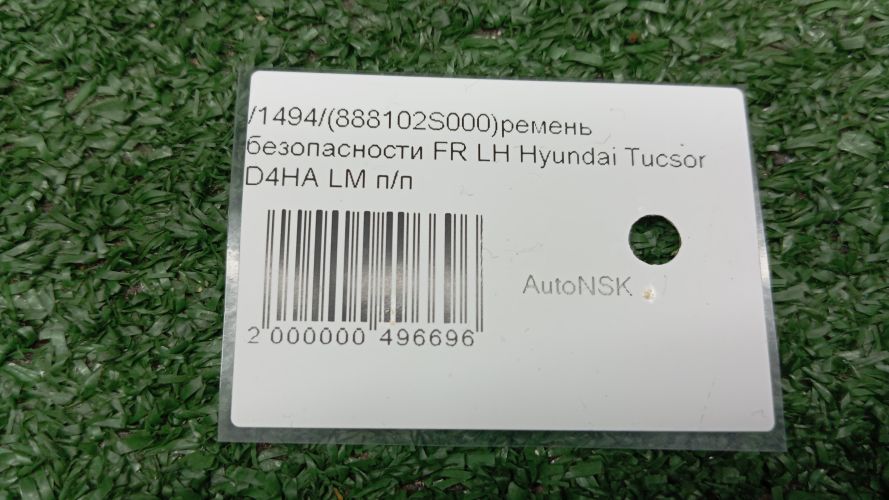 /1494/(888102S000)ремень
безопасности FR LH Hyundai Tucsor
D4HA LM п/п
AutoNSK
2 000000 496696